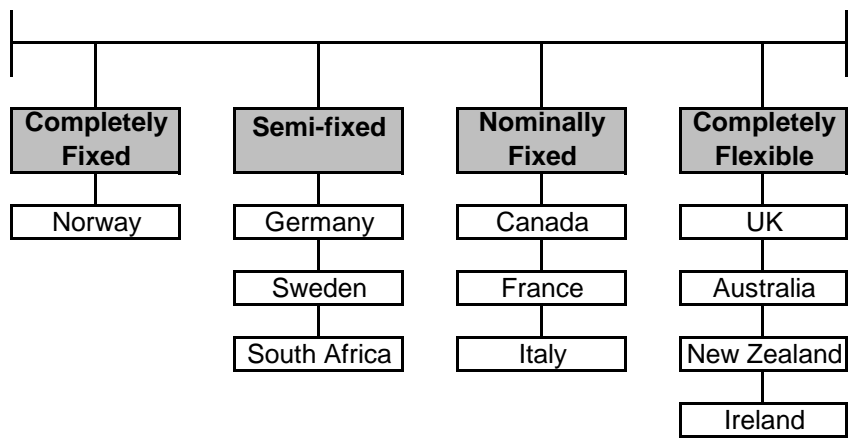 Completely
Fixed
Norway
Semi-fixed
Germany
Sweden
South Africa
Nominally
Fixed
Canada
France
Italy
Completely
Flexible
UK
Australia
New Zealand
Ireland